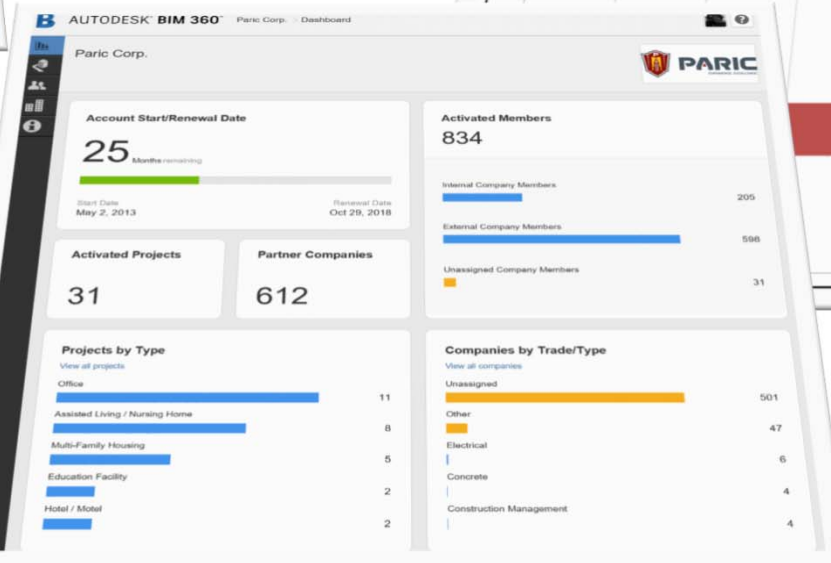 B AUTODESK BIM 360 Paric Corp. > Dashboard
Paric Corp.
PARIC
Account Start/Renewal Date
25 Months remaining
Start Date Renewal Date
May 2, 2013 Oct 29, 2018
Activated Members
834
Internal Company Members
205
External Company Members
598
Unassigned Company Members
31
Activated Projects
31
Partner Companies
612
Projects by Type
View all projects
Office
11
Assisted Living / Nursing Home
8
Multi-Family Housing
5
Education Facility
2
Hotel / Motel
2
Companies by Trade/Type
View all companies
Unassigned
501
Other
47
Electrical
6
Concrete
4
Construction Management
4